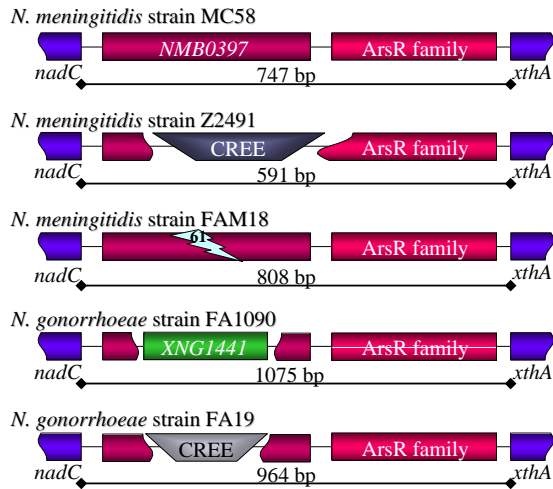 N. meningitidis strain MC58
NMB0397 ArsR family
nadC 747 bp xthA
N. meningitidis strain Z2491
CREE ArsR family
nadC 591 bp xthA
N. meningitidis strain FAM18
61
nadC 808 bp xthA
N. gonorrhoeae strain FA1090
XNG1441 ArsR family
nadC 1075 bp xthA
N. gonorrhoeae strain FA19
CREE ArsR family
nadC 964 bp xthA